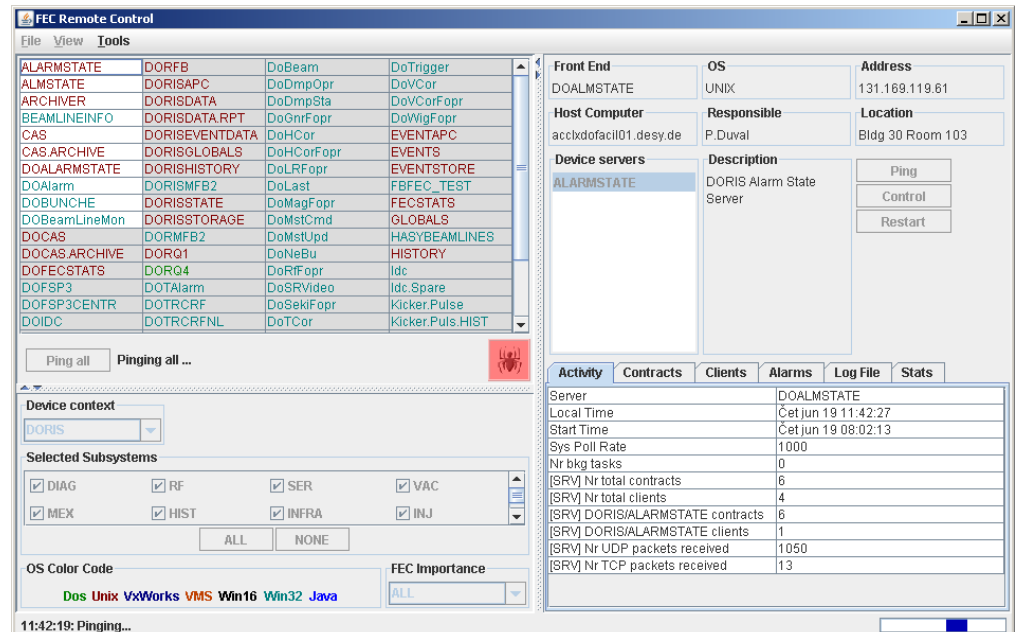 FEC Remote Control
File View Tools
ALARMSTATE DORFB DoBeam DoTrigger
ALMSTATE DORISAPC DoDmpOpr DoVCor
ARCHIVER DORISDATA DoDmpSta DoVCorFopr
BEAMLINEINFO DORISDATA.RPT DoGnrFopr DoWigFopr
CAS DORISEVENTDATA DoHCor EVENTAPC
CAS.ARCHIVE DORISGLOBALS DoHCorFopr EVENTS
DOALARMSTATE DORISHISTORY DoLRFopr EVENTSTORE
DOAlarm DORISMFB2 DoLast FBFEC_TEST
DOBUNCHE DORISSTATE DoMagFopr FECSTATS
DOBeamLineMon DORISSTORAGE DoMstCmd GLOBALS
DOCAS DORMFB2 DoMstUpd HASYBEAMLINES
DOCAS.ARCHIVE DORQ1 DoNeBu HISTORY
DOFECSTATS DORQ4 DoRfFopr Idc
DOFSP3 DOTAlarm DoSRVideo Idc.Spare
DOFSP3CENTR DOTRCRF DoSekiFopr Kicker.Pulse
DOIDC DOTRCRFNL DoTCor Kicker.Puls.HIST
Ping all Pinging all ...
Device context
DORIS
Selected Subsystems
DIAG RF SER VAC
MEX HIST INFRA INJ
ALL NONE
OS Color Code
Dos Unix VxWorks VMS Win16 Win32 Java
FEC Importance
ALL
Front End OS Address
DOALMSTATE UNIX 131.169.119.61
Host Computer Responsible Location
acclxdofacil01.desy.de P.Duval Bldg 30 Room 103
Device servers Description
ALARMSTATE DORIS Alarm State
Server
Ping
Control
Restart
Activity Contracts Clients Alarms Log File Stats
Server DOALMSTATE
Local Time Čet jun 19 11:42:27
Start Time Čet jun 19 08:02:13
Sys Poll Rate 1000
Nr bkg tasks 0
[SRV] Nr total contracts 6
[SRV] Nr total clients 4
[SRV] DORIS/ALARMSTATE contracts 6
[SRV] DORIS/ALARMSTATE clients 1
[SRV] Nr UDP packets received 1050
[SRV] Nr TCP packets received 13
11:42:19: Pinging...